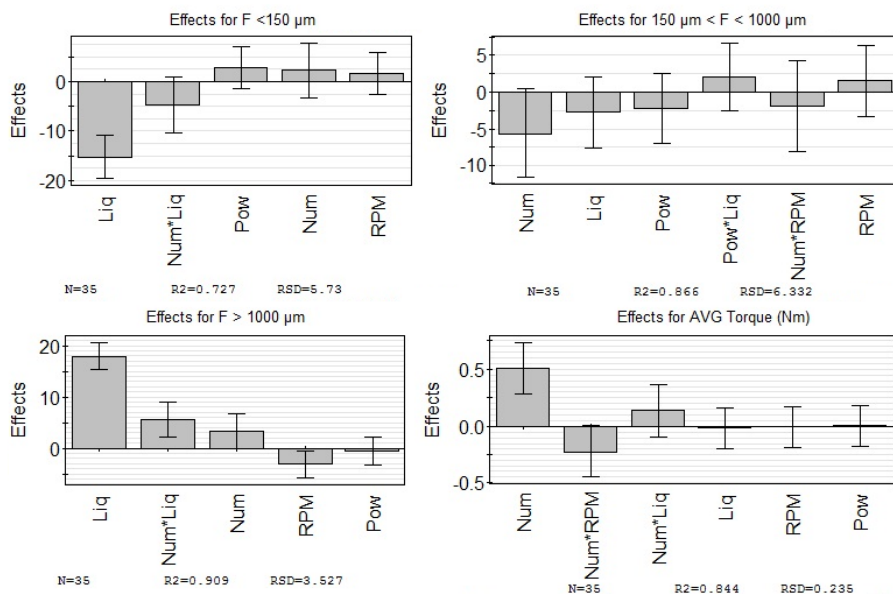 Effects for F <150 µm
Effects
0
-10
-20
Liq
Num*Liq
Pow
Num
RPM
N=35 R2=0.727 RSD=5.73
Effects for 150 µm < F < 1000 µm
Effects
5
0
-5
-10
Num
Liq
Pow
Pow*Liq
Num*RPM
RPM
N=35 R2=0.866 RSD=6.332
Effects for F > 1000 µm
Effects
20
10
0
Liq
Num*Liq
Num
RPM
Pow
N=35 R2=0.909 RSD=3.527
Effects for AVG Torque (Nm)
Effects
0.5
0.0
-0.5
Num
Num*RPM
Num*Liq
Liq
RPM
Pow
N=35 R2=0.844 RSD=0.235